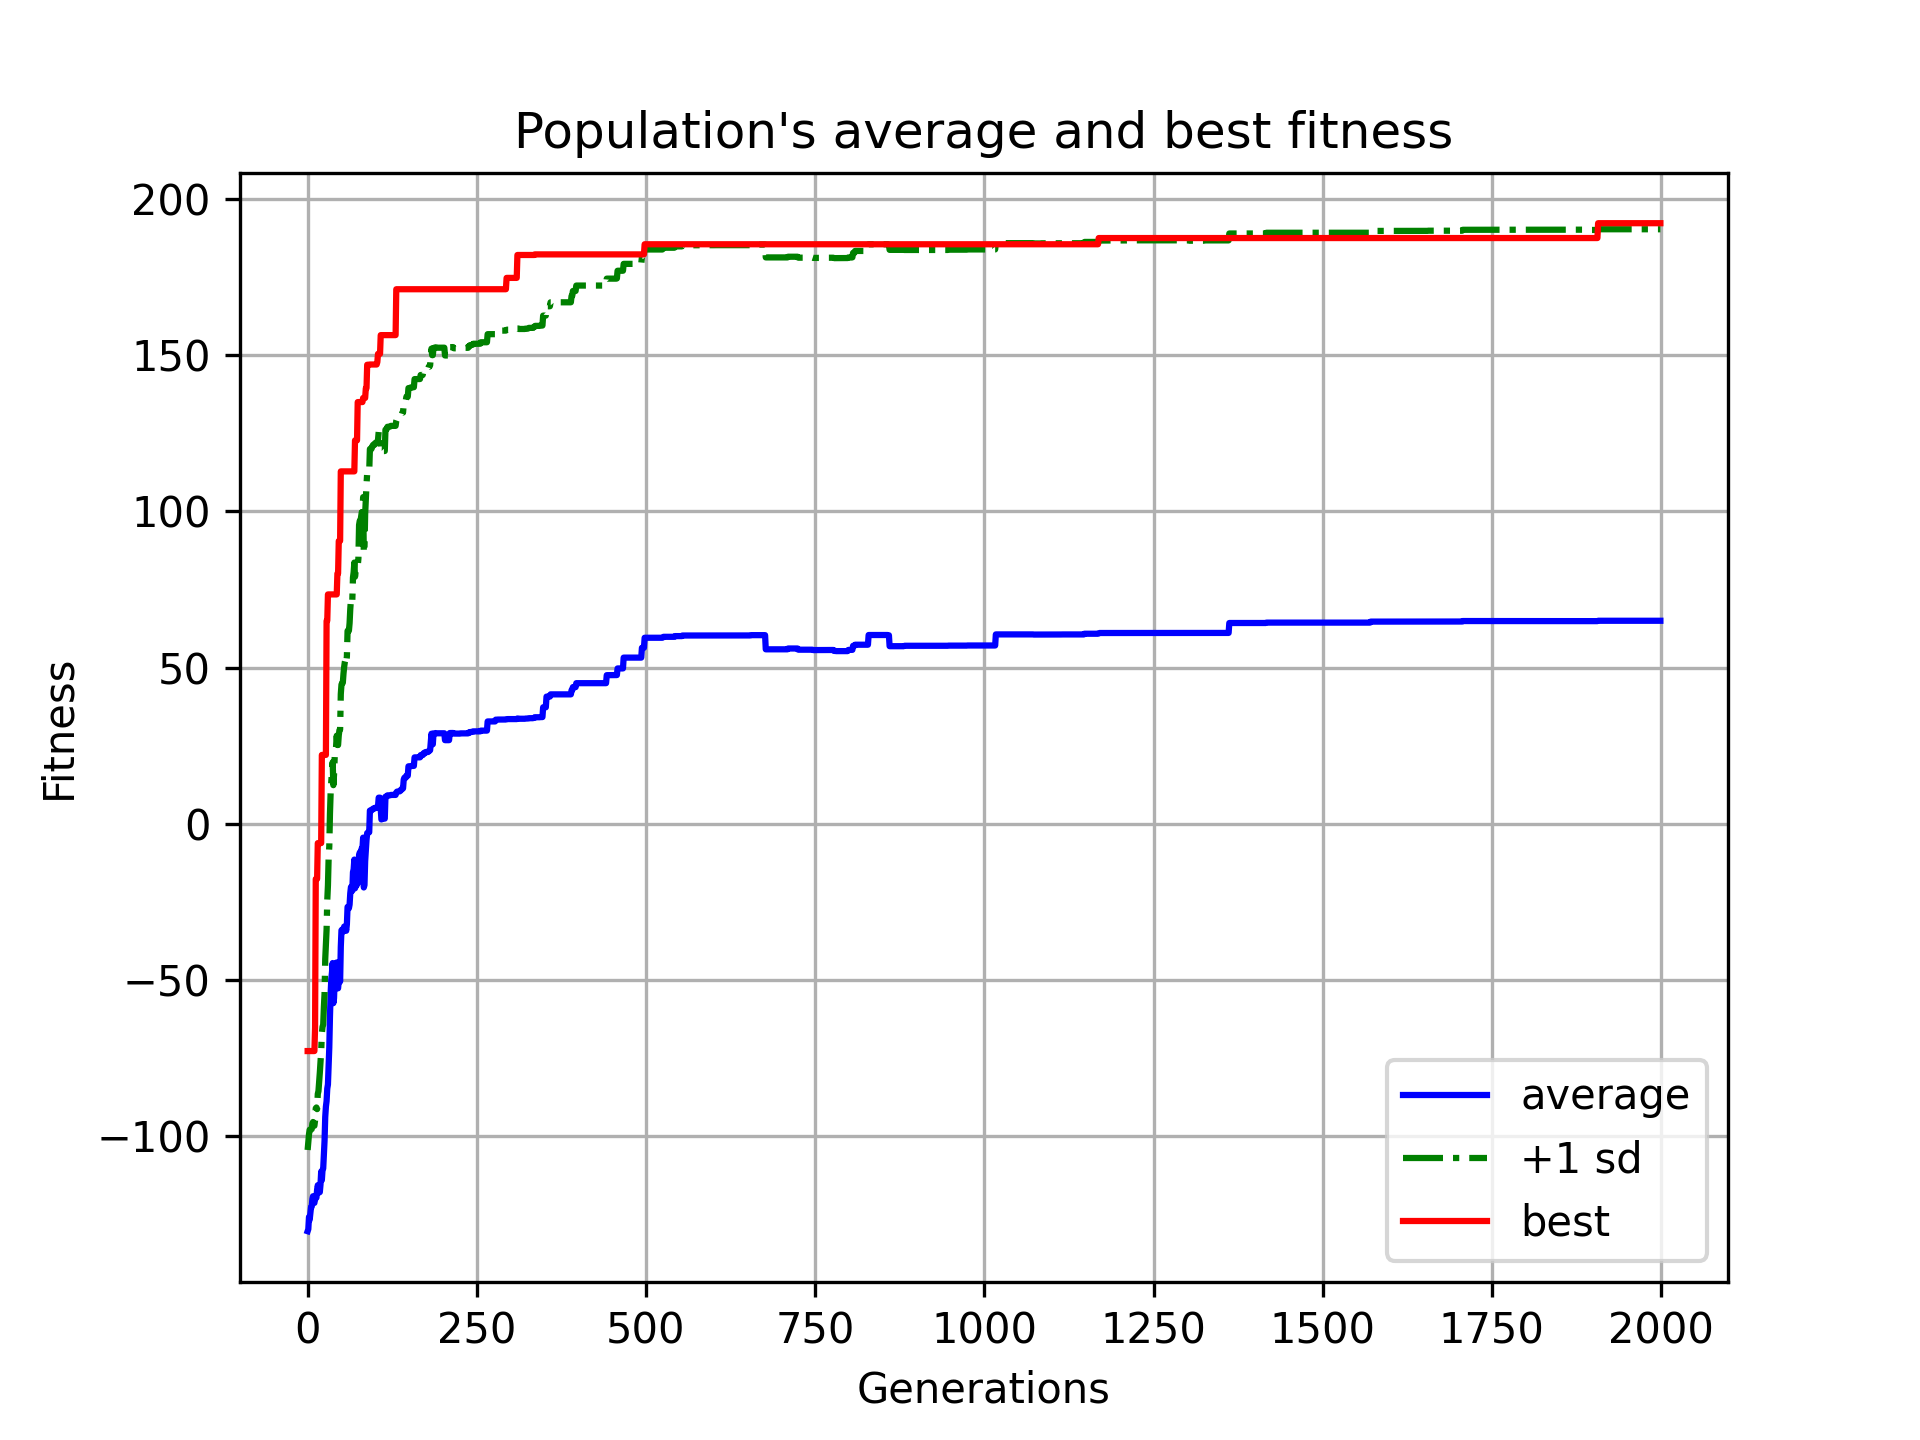 Population's average and best fitness
200
150
100
50
0
−50
−100
Fitness
0 250 500 750 1000 1250 1500 1750 2000
Generations
average
+1 sd
best